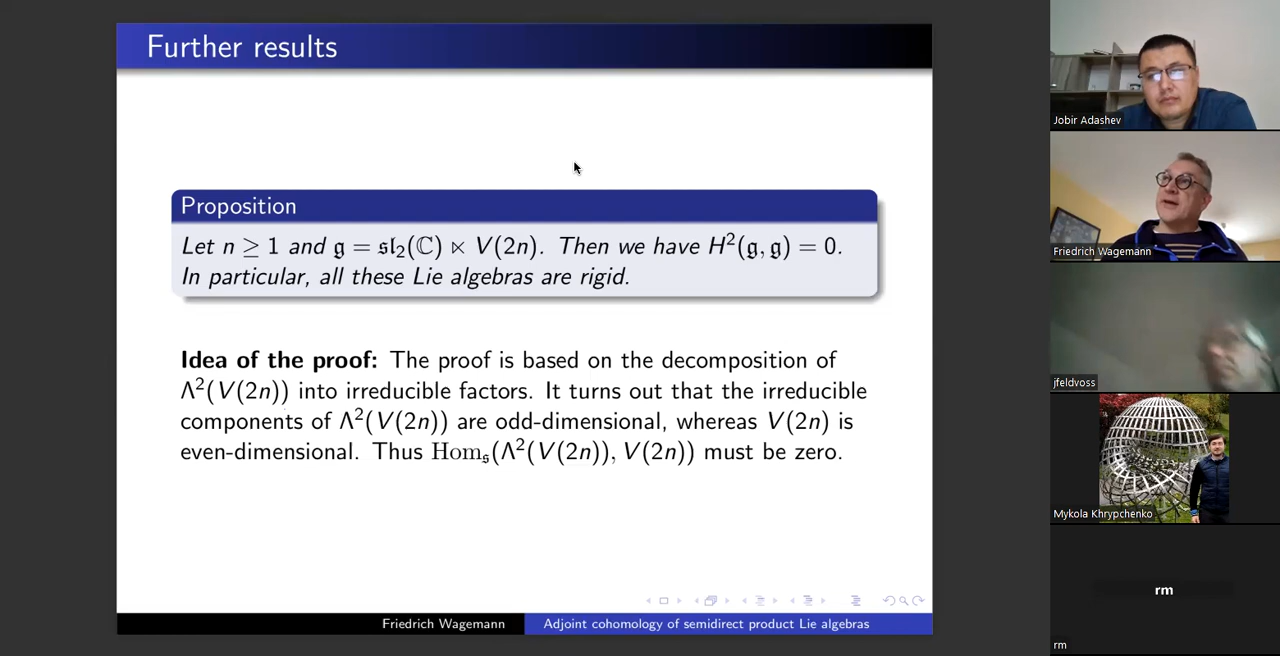 Further results
Proposition
Let n ≥ 1 and 𝔤 = 𝔰𝔩₂(ℂ) ⋉ V(2n). Then we have H²(𝔤, 𝔤) = 0.
In particular, all these Lie algebras are rigid.
Idea of the proof: The proof is based on the decomposition of
Λ²(V(2n)) into irreducible factors. It turns out that the irreducible
components of Λ²(V(2n)) are odd-dimensional, whereas V(2n) is
even-dimensional. Thus Hom𝔰(Λ²(V(2n)), V(2n)) must be zero.
Friedrich Wagemann
Adjoint cohomology of semidirect product Lie algebras
Jobir Adashev
Friedrich Wagemann
jfeldvoss
Mykola Khrypchenko
rm
rm